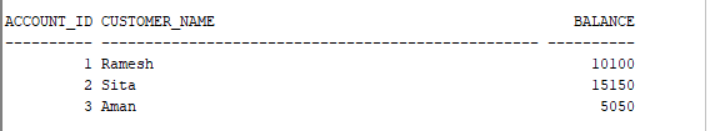 ACCOUNT_ID CUSTOMER_NAME                                         BALANCE
---------- -------------------------------------------------- ----------
         1 Ramesh                                                  10100
         2 Sita                                                    15150
         3 Aman                                                     5050